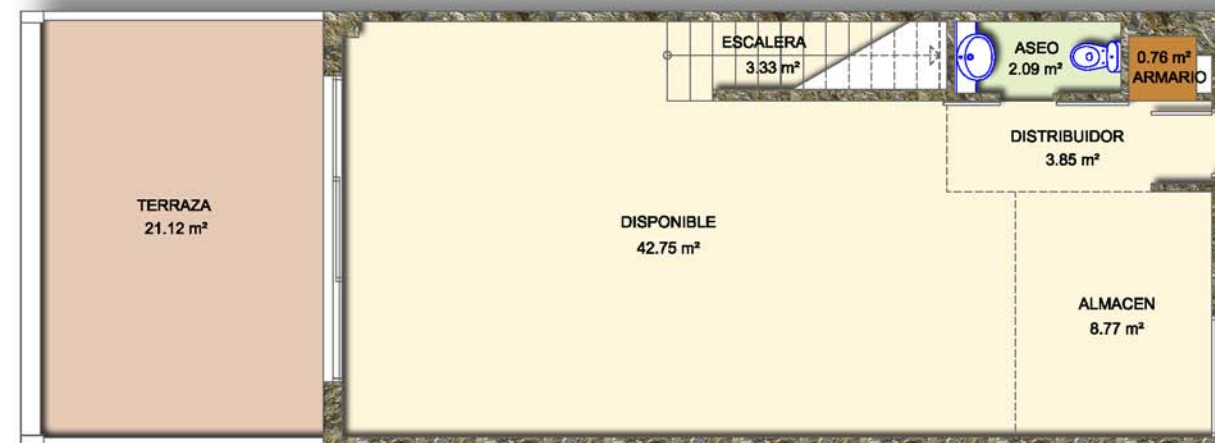 ESCALERA
3.33 m²
ASEO
2.09 m²
0.76 m²
ARMARIO
DISTRIBUIDOR
3.85 m²
TERRAZA
21.12 m²
DISPONIBLE
42.75 m²
ALMACEN
8.77 m²